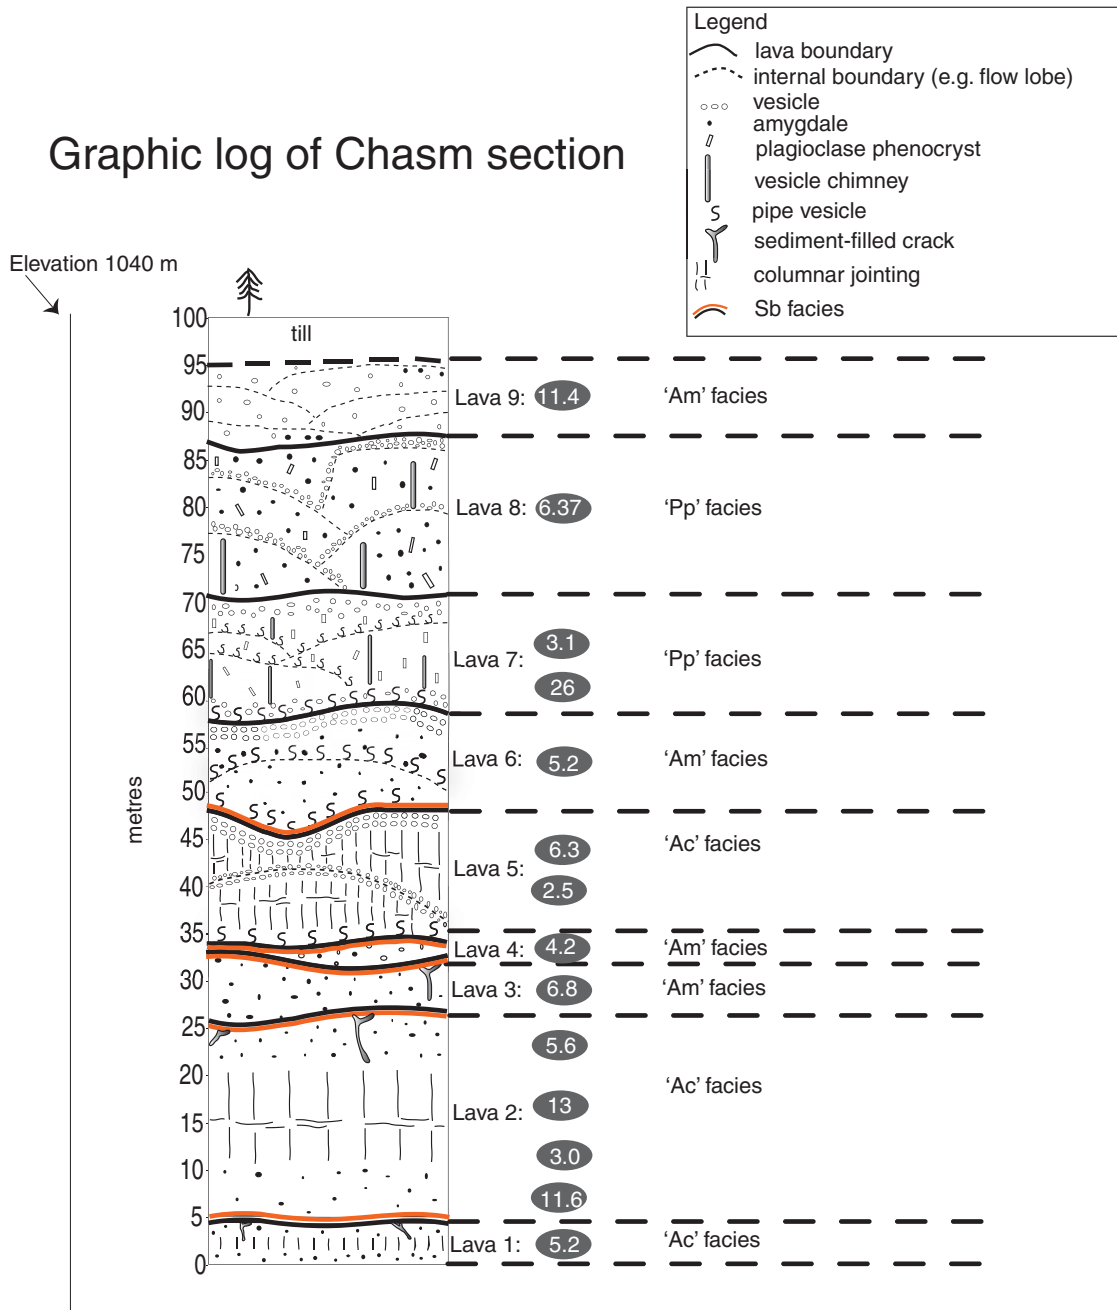 Legend
lava boundary
internal boundary (e.g. flow lobe)
vesicle
amygdale
plagioclase phenocryst
vesicle chimney
pipe vesicle
sediment-filled crack
columnar jointing
Sb facies
Graphic log of Chasm section
Elevation 1040 m
metres
100
till
95
Lava 9: 11.4 'Am' facies
90
85
Lava 8: 6.37 'Pp' facies
80
75
70
65
Lava 7: 3.1 'Pp' facies
26
60
55
Lava 6: 5.2 'Am' facies
50
45
6.3 'Ac' facies
Lava 5:
2.5
40
35
Lava 4: 4.2 'Am' facies
30
Lava 3: 6.8 'Am' facies
25
5.6
20
'Ac' facies
Lava 2: 13
15
3.0
10
11.6
5
Lava 1: 5.2 'Ac' facies
0